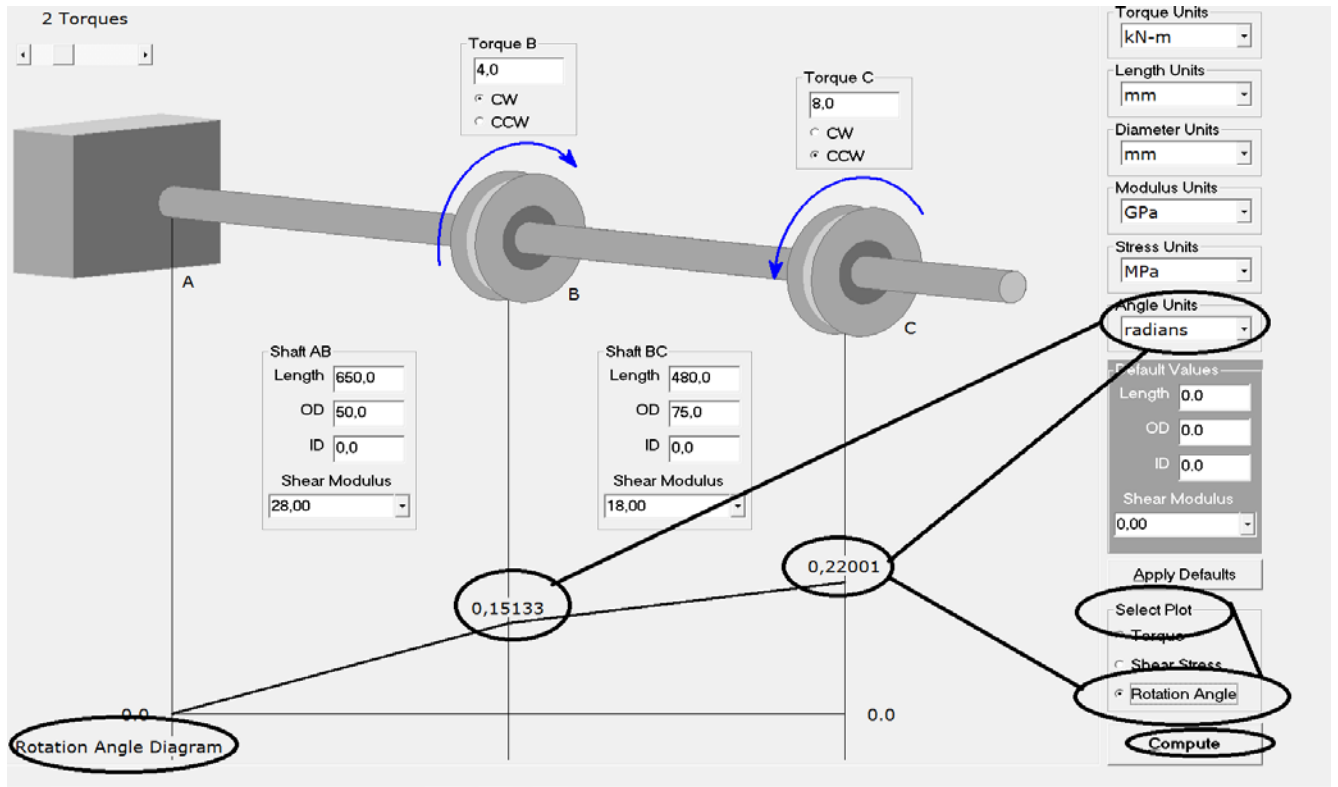 2 Torques
Torque B
4,0
CW
CCW
Torque C
8,0
CW
CCW
A
B
C
Shaft AB
Length 650,0
OD 50,0
ID 0,0
Shear Modulus
28,00
Shaft BC
Length 480,0
OD 75,0
ID 0,0
Shear Modulus
18,00
0,15133
0,22001
0.0
0.0
Rotation Angle Diagram
Torque Units
kN-m
Length Units
mm
Diameter Units
mm
Modulus Units
GPa
Stress Units
MPa
Angle Units
radians
Default Values
Length 0.0
OD 0.0
ID 0.0
Shear Modulus
0,00
Apply Defaults
Select Plot
Torque
Shear Stress
Rotation Angle
Compute